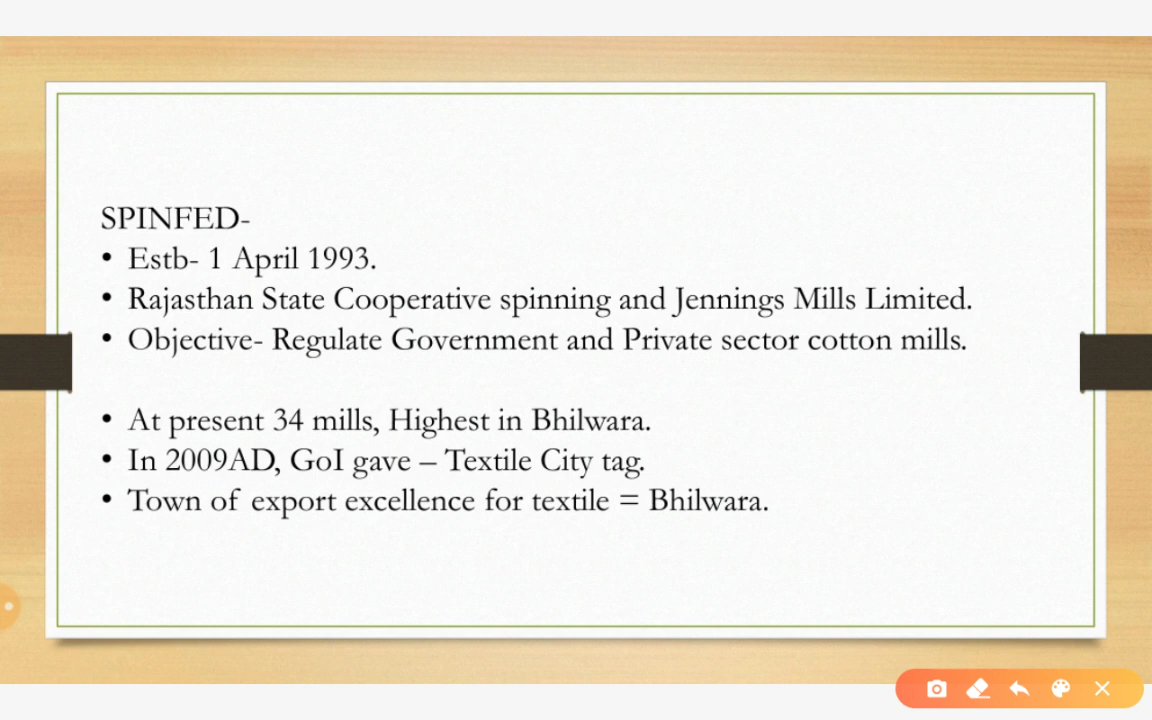 SPINFED-
• Estb- 1 April 1993.
• Rajasthan State Cooperative spinning and Jennings Mills Limited.
• Objective- Regulate Government and Private sector cotton mills.
• At present 34 mills, Highest in Bhilwara.
• In 2009AD, GoI gave – Textile City tag.
• Town of export excellence for textile = Bhilwara.